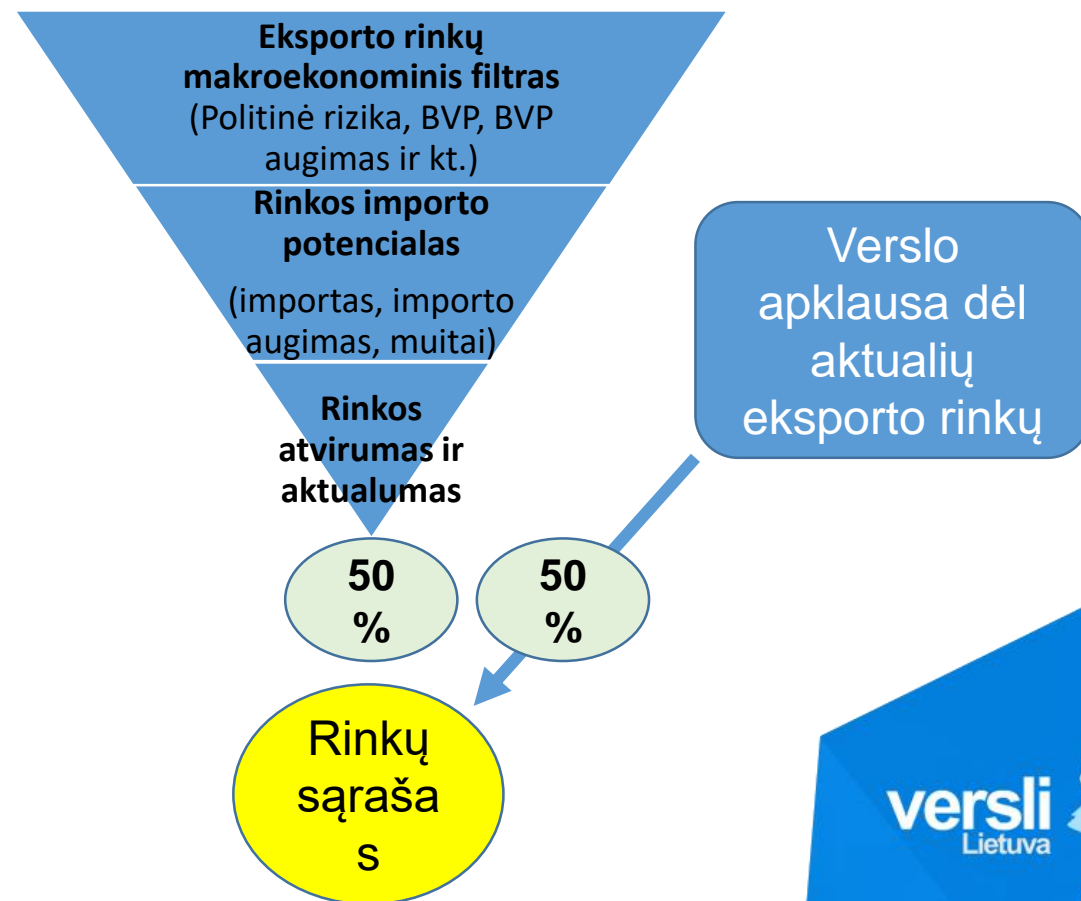 Eksporto rinkų
makroekonominis filtras
(Politinė rizika, BVP, BVP
augimas ir kt.)
Rinkos importo
potencialas
(importas, importo
augimas, muitai)
Rinkos
atvirumas ir
aktualumas
Verslo
apklausa dėl
aktualių
eksporto rinkų
50
%
50
%
Rinkų
sąraša
s
versli
Lietuva